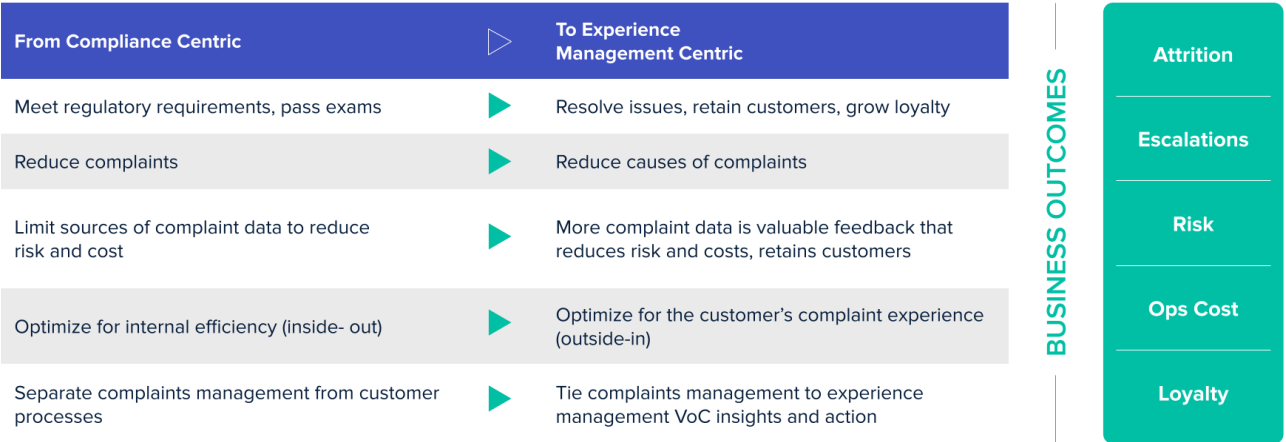 From Compliance Centric
To Experience
Management Centric
Meet regulatory requirements, pass exams
Resolve issues, retain customers, grow loyalty
Reduce complaints
Reduce causes of complaints
Limit sources of complaint data to reduce
risk and cost
More complaint data is valuable feedback that
reduces risk and costs, retains customers
Optimize for internal efficiency (inside- out)
Optimize for the customer’s complaint experience
(outside-in)
Separate complaints management from customer
processes
Tie complaints management to experience
management VoC insights and action
BUSINESS OUTCOMES
Attrition
Escalations
Risk
Ops Cost
Loyalty